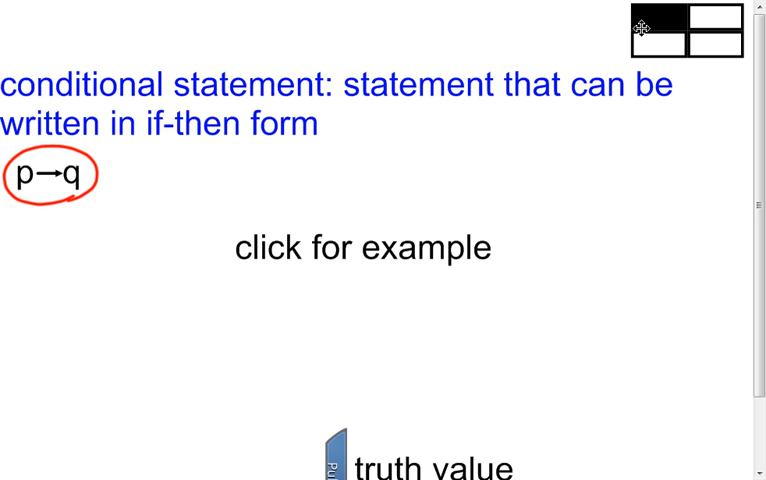 conditional statement: statement that can be
written in if-then form
p→q
click for example
truth value